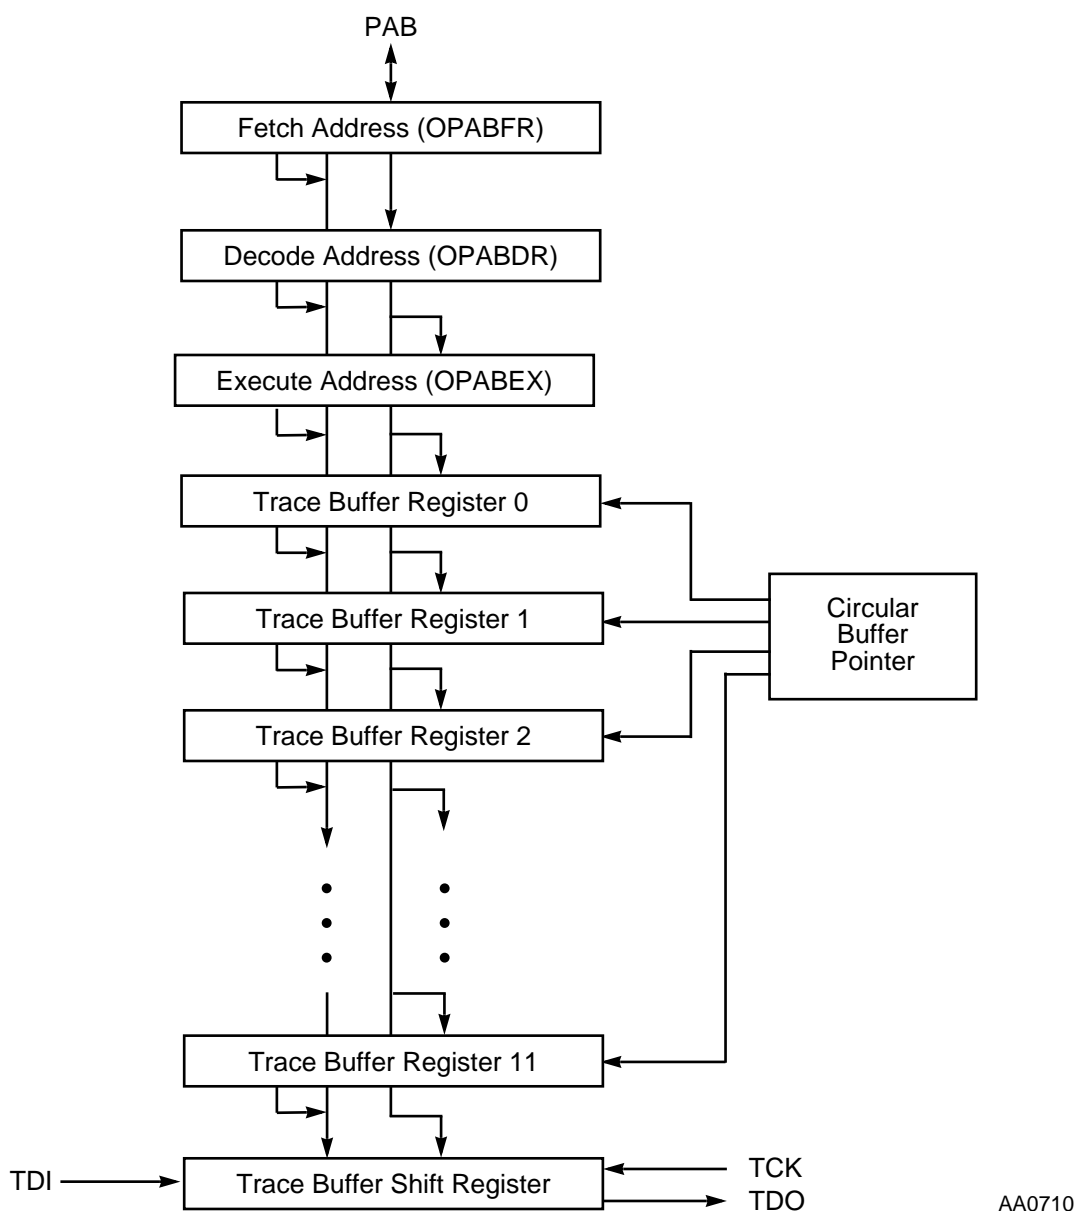 PAB
Fetch Address (OPABFR)
Decode Address (OPABDR)
Execute Address (OPABEX)
Trace Buffer Register 0
Trace Buffer Register 1
Circular
Buffer
Pointer
Trace Buffer Register 2
Trace Buffer Register 11
TDI
Trace Buffer Shift Register
TCK
TDO
AA0710